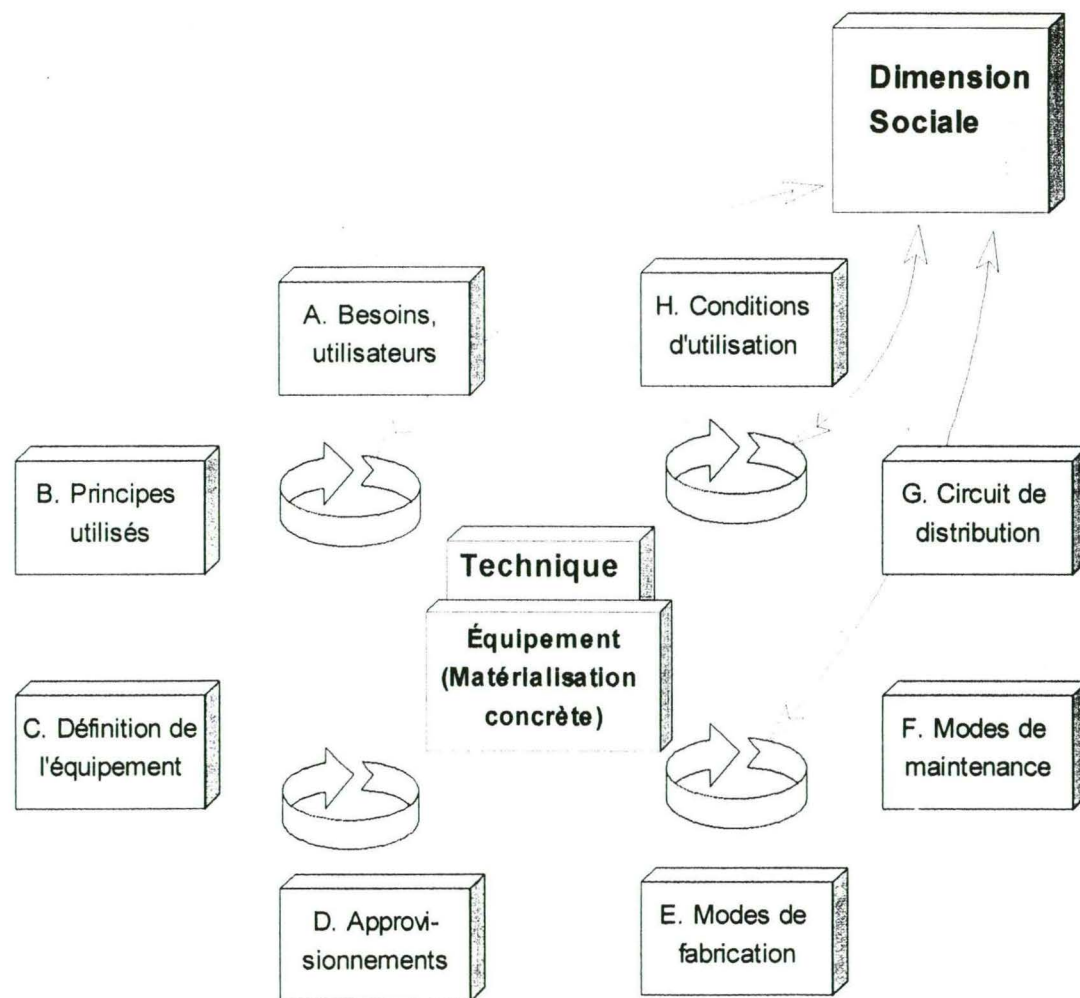 Dimension
Sociale
A. Besoins,
utilisateurs
H. Conditions
d'utilisation
B. Principes
utilisés
G. Circuit de
distribution
Technique
Équipement
(Matérialisation
concrète)
C. Définition de
l'équipement
F. Modes de
maintenance
D. Approvi-
sionnements
E. Modes de
fabrication